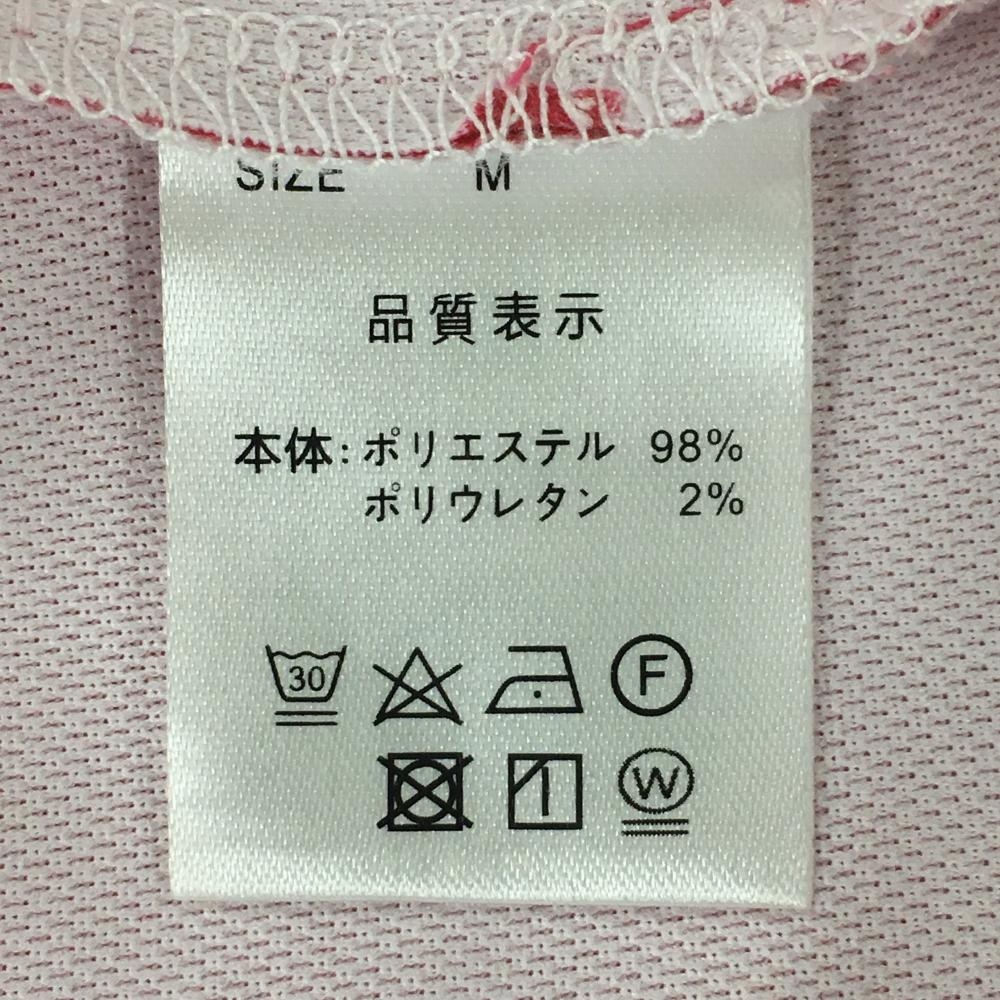 SIZE M
品質表示
本体:ポリエステル 98%
ポリウレタン 2%
30 F
W